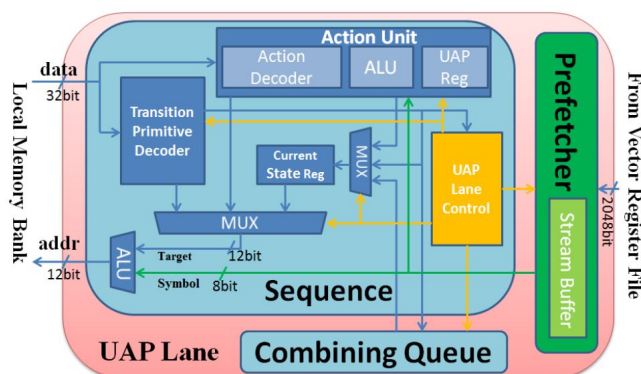 Action Unit
Action
Decoder
ALU
UAP
Reg
data
32bit
Local Memory Bank
Transition
Primitive
Decoder
Current
State Reg
MUX
UAP
Lane
Control
Prefetcher
Stream Buffer
From Vector Register File
2048bit
MUX
addr
12bit
ALU
Target
12bit
Symbol
8bit
Sequence
UAP Lane
Combining Queue